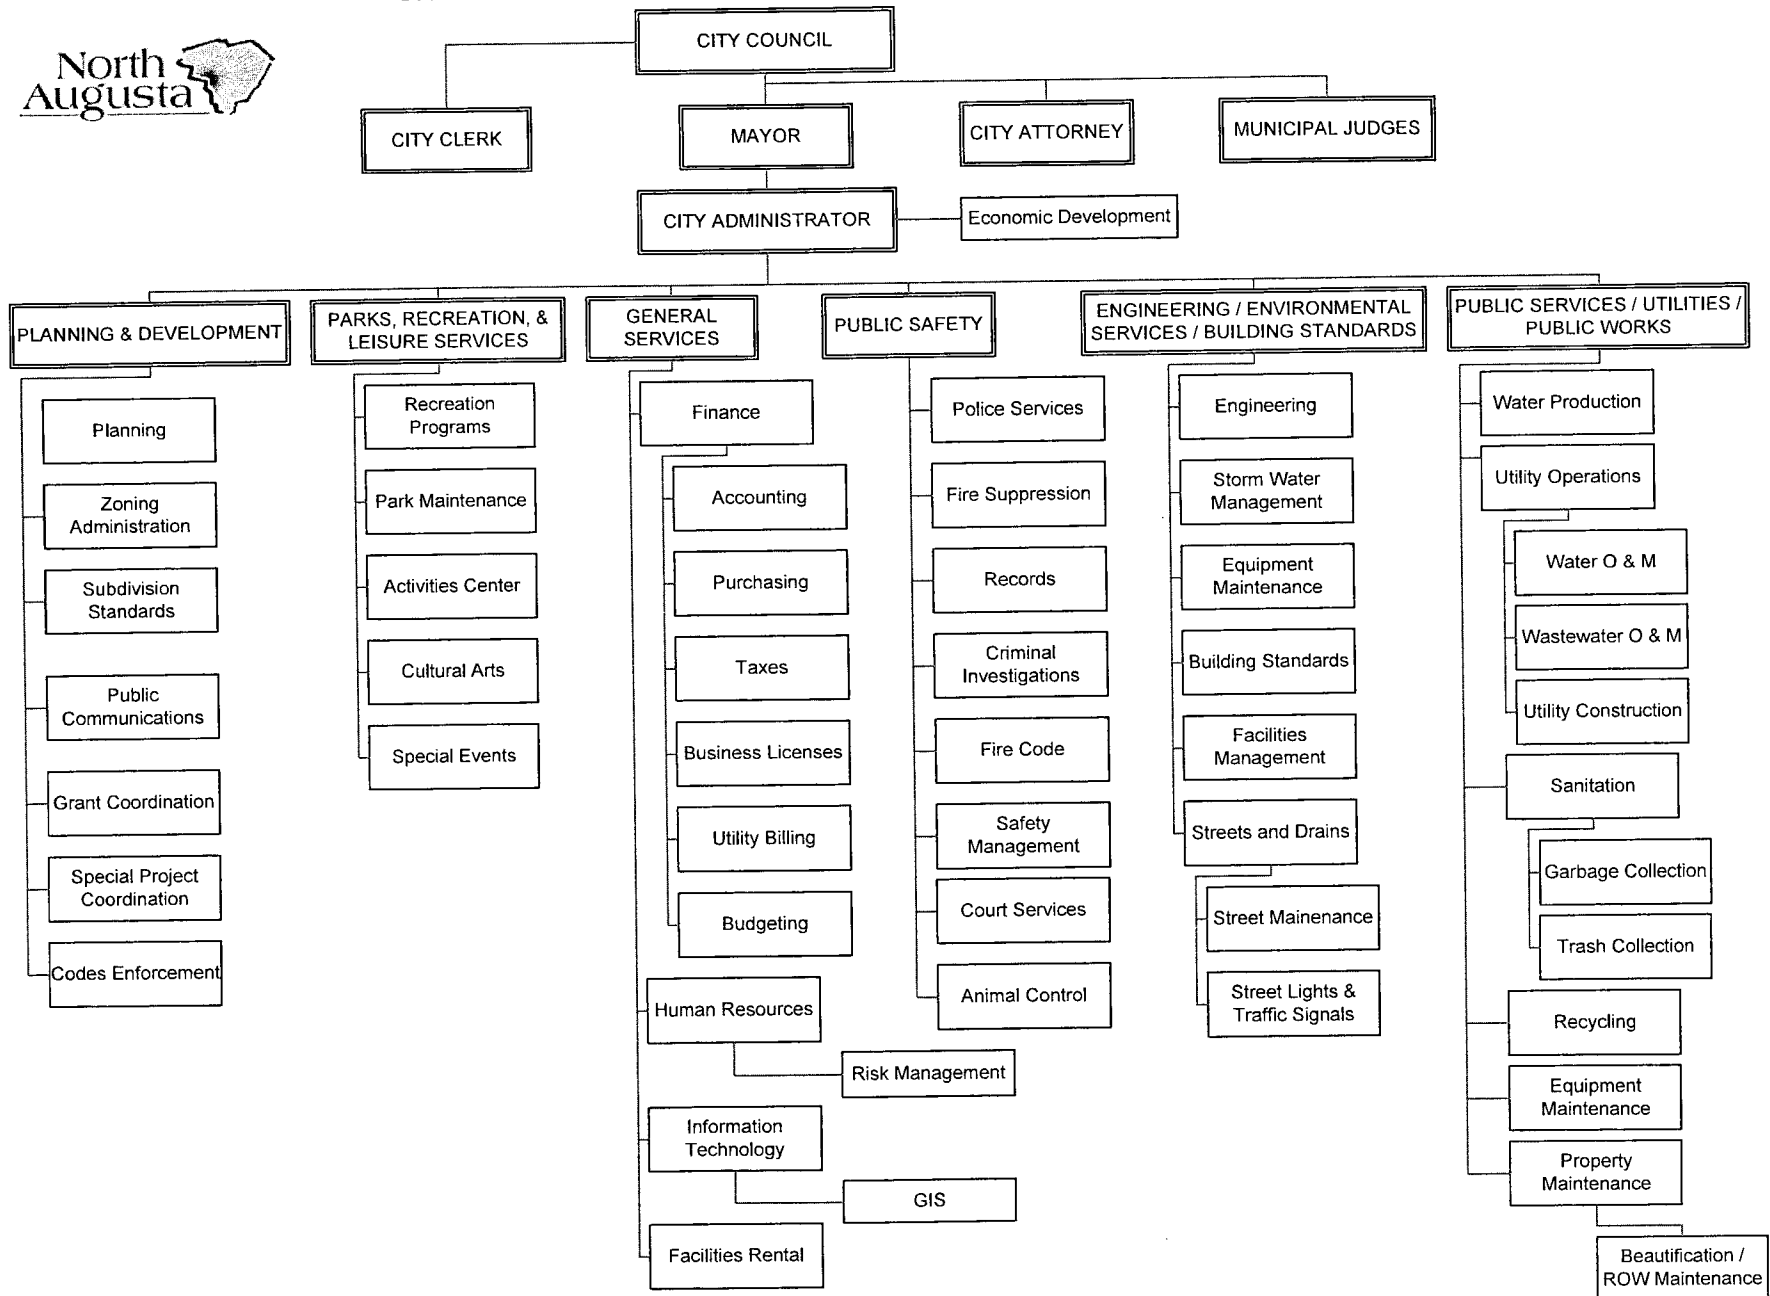 North
Augusta
CITY COUNCIL
CITY CLERK
MAYOR
CITY ATTORNEY
MUNICIPAL JUDGES
CITY ADMINISTRATOR
Economic Development
PLANNING & DEVELOPMENT
Planning
Zoning
Administration
Subdivision
Standards
Public
Communications
Grant Coordination
Special Project
Coordination
Codes Enforcement
PARKS, RECREATION, &
LEISURE SERVICES
Recreation
Programs
Park Maintenance
Activities Center
Cultural Arts
Special Events
GENERAL
SERVICES
Finance
Accounting
Purchasing
Taxes
Business Licenses
Utility Billing
Budgeting
Human Resources
Risk Management
Information
Technology
GIS
Facilities Rental
PUBLIC SAFETY
Police Services
Fire Suppression
Records
Criminal
Investigations
Fire Code
Safety
Management
Court Services
Animal Control
ENGINEERING / ENVIRONMENTAL
SERVICES / BUILDING STANDARDS
Engineering
Storm Water
Management
Equipment
Maintenance
Building Standards
Facilities
Management
Streets and Drains
Street Mainenance
Street Lights &
Traffic Signals
PUBLIC SERVICES / UTILITIES /
PUBLIC WORKS
Water Production
Utility Operations
Water O & M
Wastewater O & M
Utility Construction
Sanitation
Garbage Collection
Trash Collection
Recycling
Equipment
Maintenance
Property
Maintenance
Beautification /
ROW Maintenance